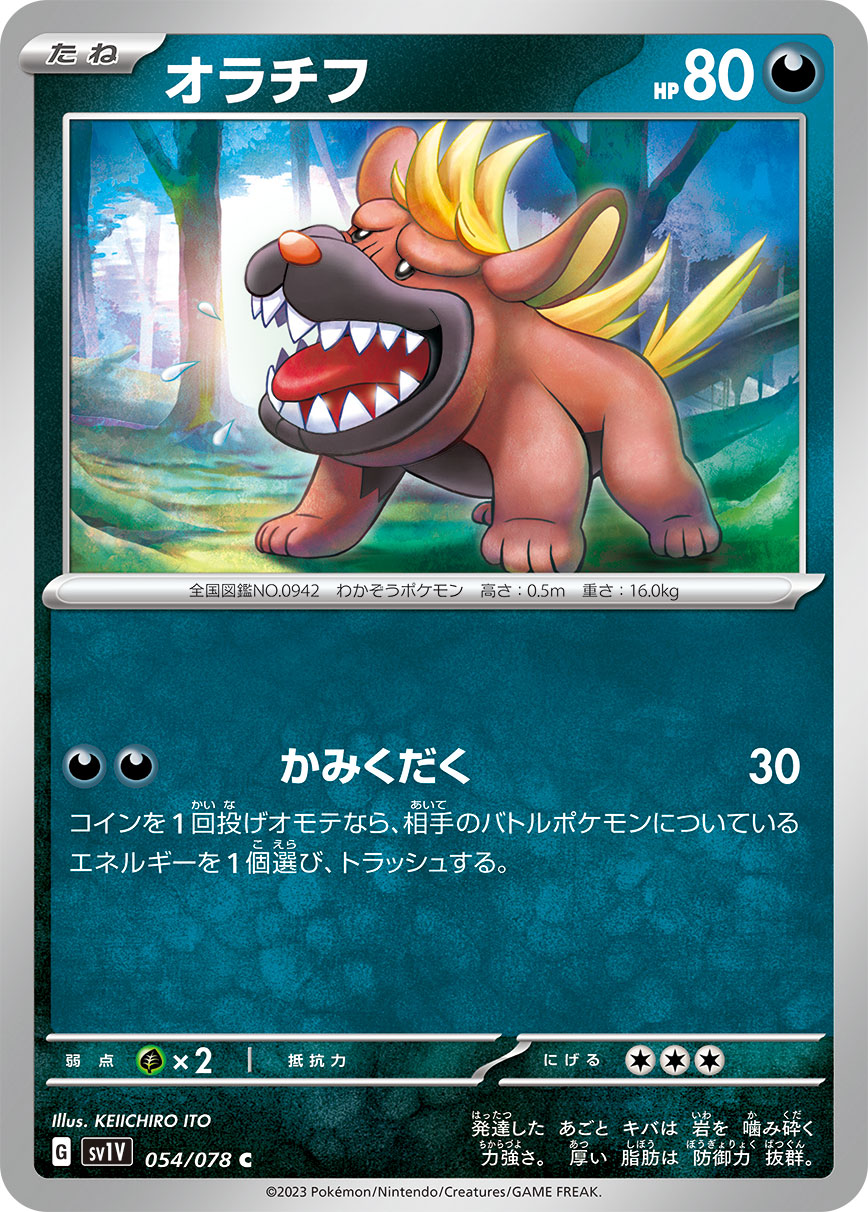 たね
オラチフ
HP80
全国図鑑NO.0942 わかぞうポケモン 高さ：0.5m 重さ：16.0kg
かみくだく 30
コインを1回投げオモテなら、相手のバトルポケモンについている
エネルギーを1個選び、トラッシュする。
弱点 ×2 抵抗力 にげる
Illus. KEIICHIRO ITO
発達した あごと キバは 岩を 噛み砕く
力強さ。 厚い 脂肪は 防御力 抜群。
G sv1V 054/078 C
©2023 Pokémon/Nintendo/Creatures/GAME FREAK.